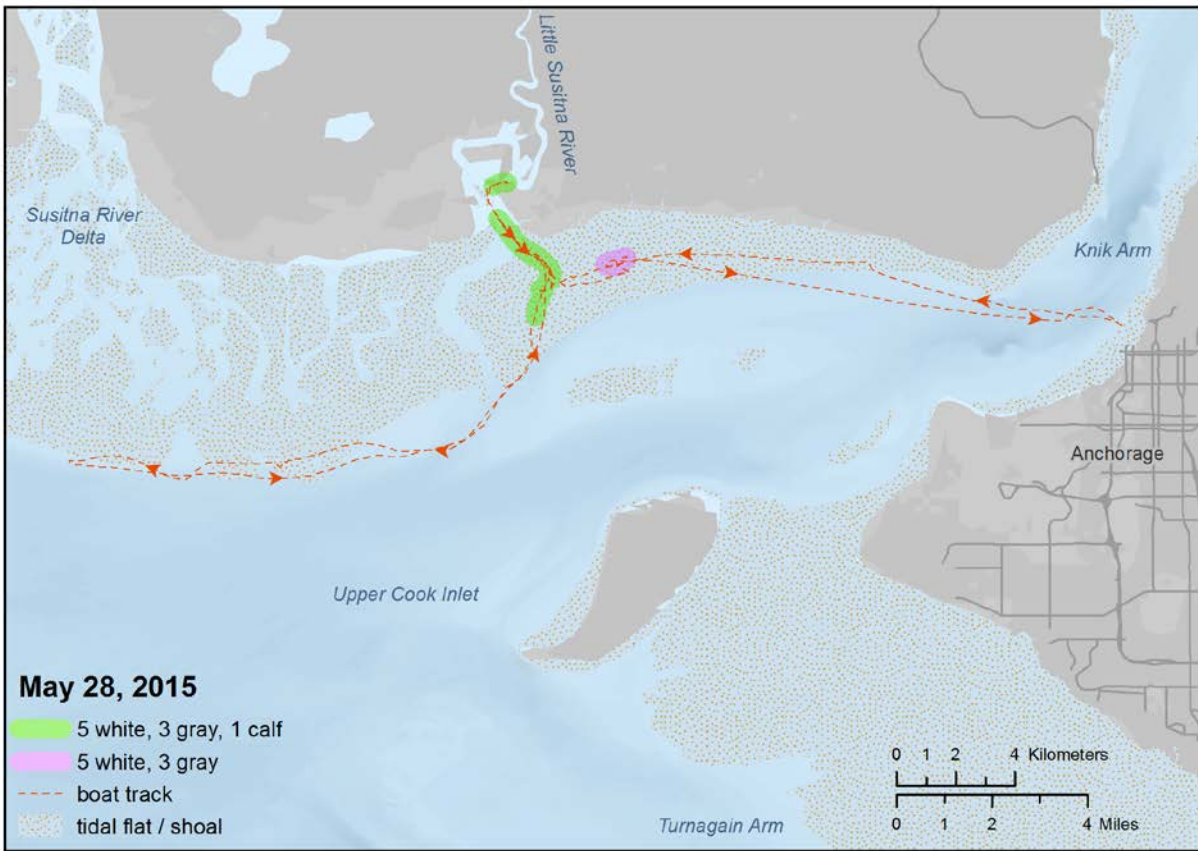 Little Susitna River
Susitna River
Delta
Knik Arm
Anchorage
Upper Cook Inlet
May 28, 2015
5 white, 3 gray, 1 calf
5 white, 3 gray
boat track
tidal flat / shoal
0 1 2 4 Kilometers
0 1 2 4 Miles
Turnagain Arm